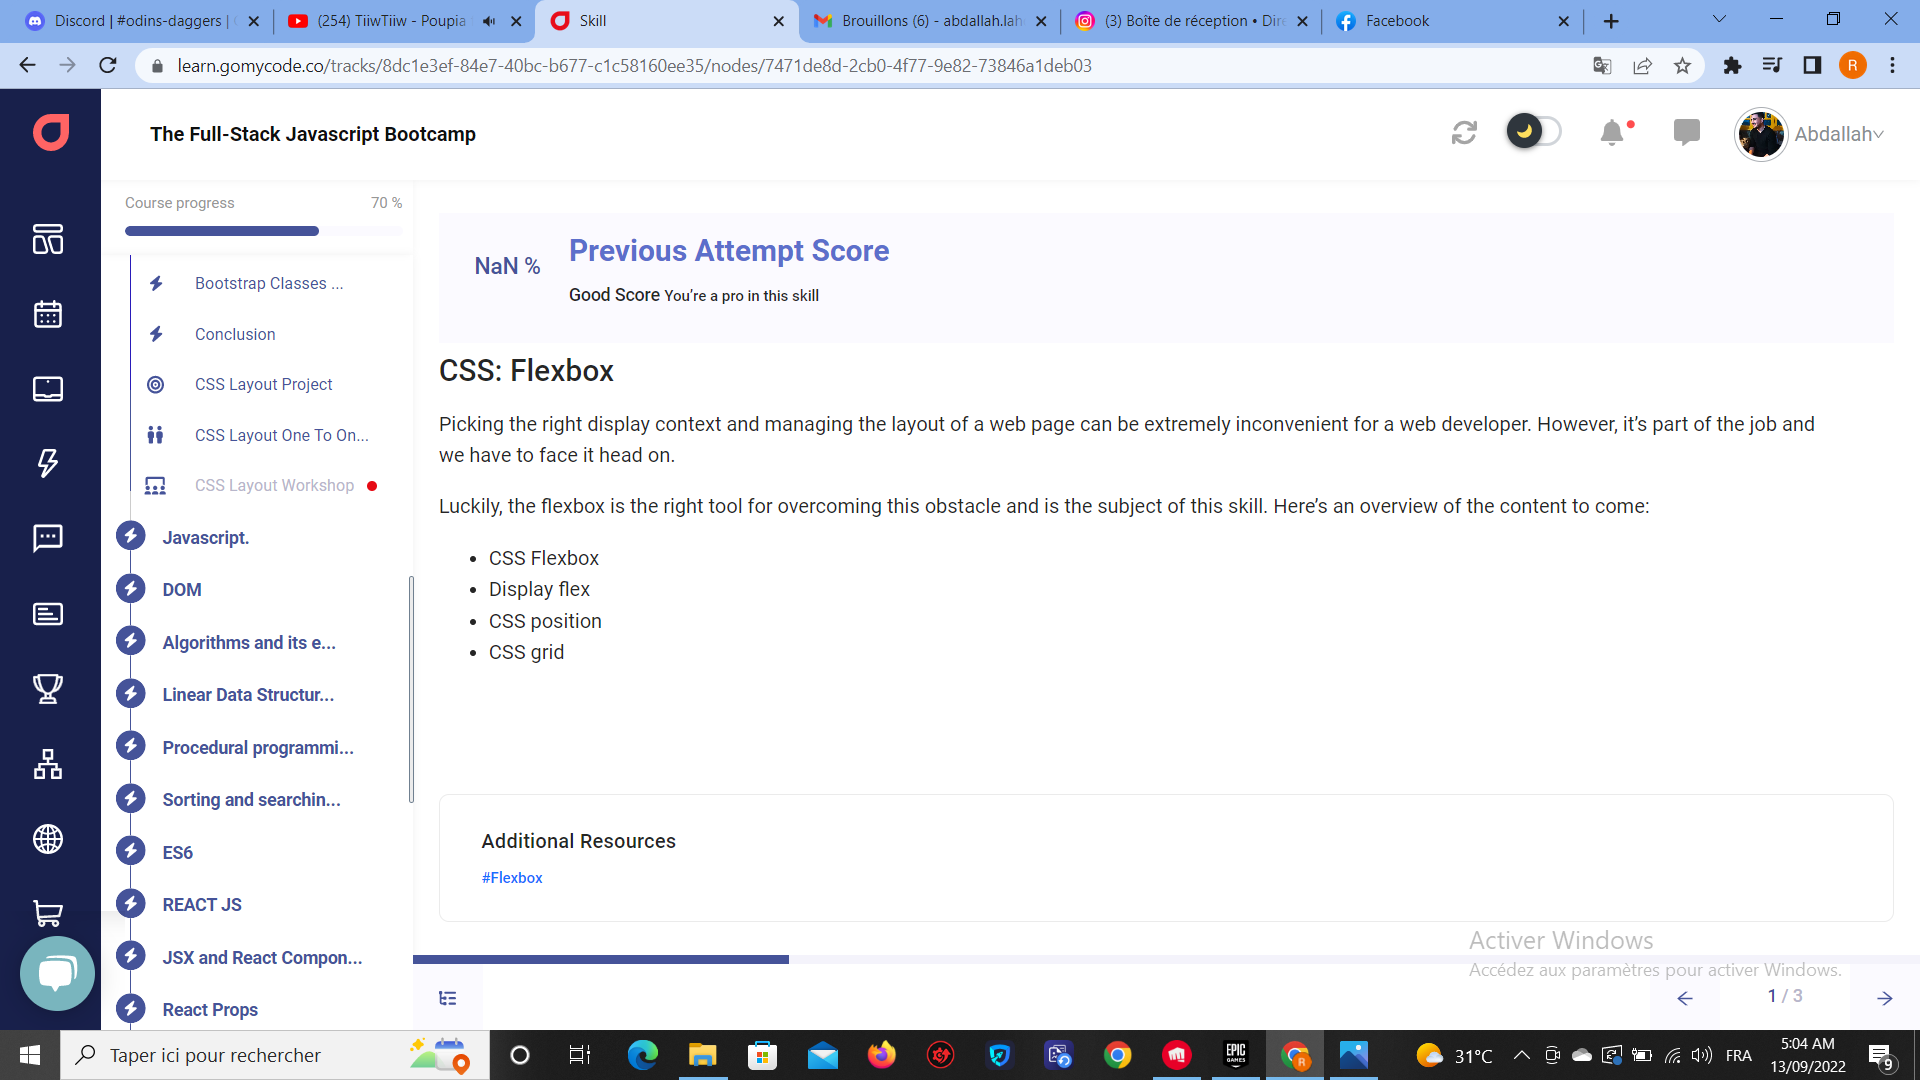 Discord | #odins-daggers |
(254) TiiwTiiw - Poupia
Skill
Brouillons (6) - abdallah.lah
(3) Boîte de réception • Dire
Facebook
learn.gomycode.co/tracks/8dc1e3ef-84e7-40bc-b677-c1c58160ee35/nodes/7471de8d-2cb0-4f77-9e82-73846a1deb03
R
The Full-Stack Javascript Bootcamp
Abdallah
Course progress 70 %
Bootstrap Classes ...
Conclusion
CSS Layout Project
CSS Layout One To On...
CSS Layout Workshop
Javascript.
DOM
Algorithms and its e...
Linear Data Structur...
Procedural programmi...
Sorting and searchin...
ES6
REACT JS
JSX and React Compon...
React Props
NaN %
Previous Attempt Score
Good Score You’re a pro in this skill
CSS: Flexbox
Picking the right display context and managing the layout of a web page can be extremely inconvenient for a web developer. However, it’s part of the job and
we have to face it head on.
Luckily, the flexbox is the right tool for overcoming this obstacle and is the subject of this skill. Here’s an overview of the content to come:
• CSS Flexbox
• Display flex
• CSS position
• CSS grid
Additional Resources
#Flexbox
Activer Windows
Accédez aux paramètres pour activer Windows.
1 / 3
Taper ici pour rechercher
EPIC
GAMES
R
31°C
FRA
5:04 AM
13/09/2022
9